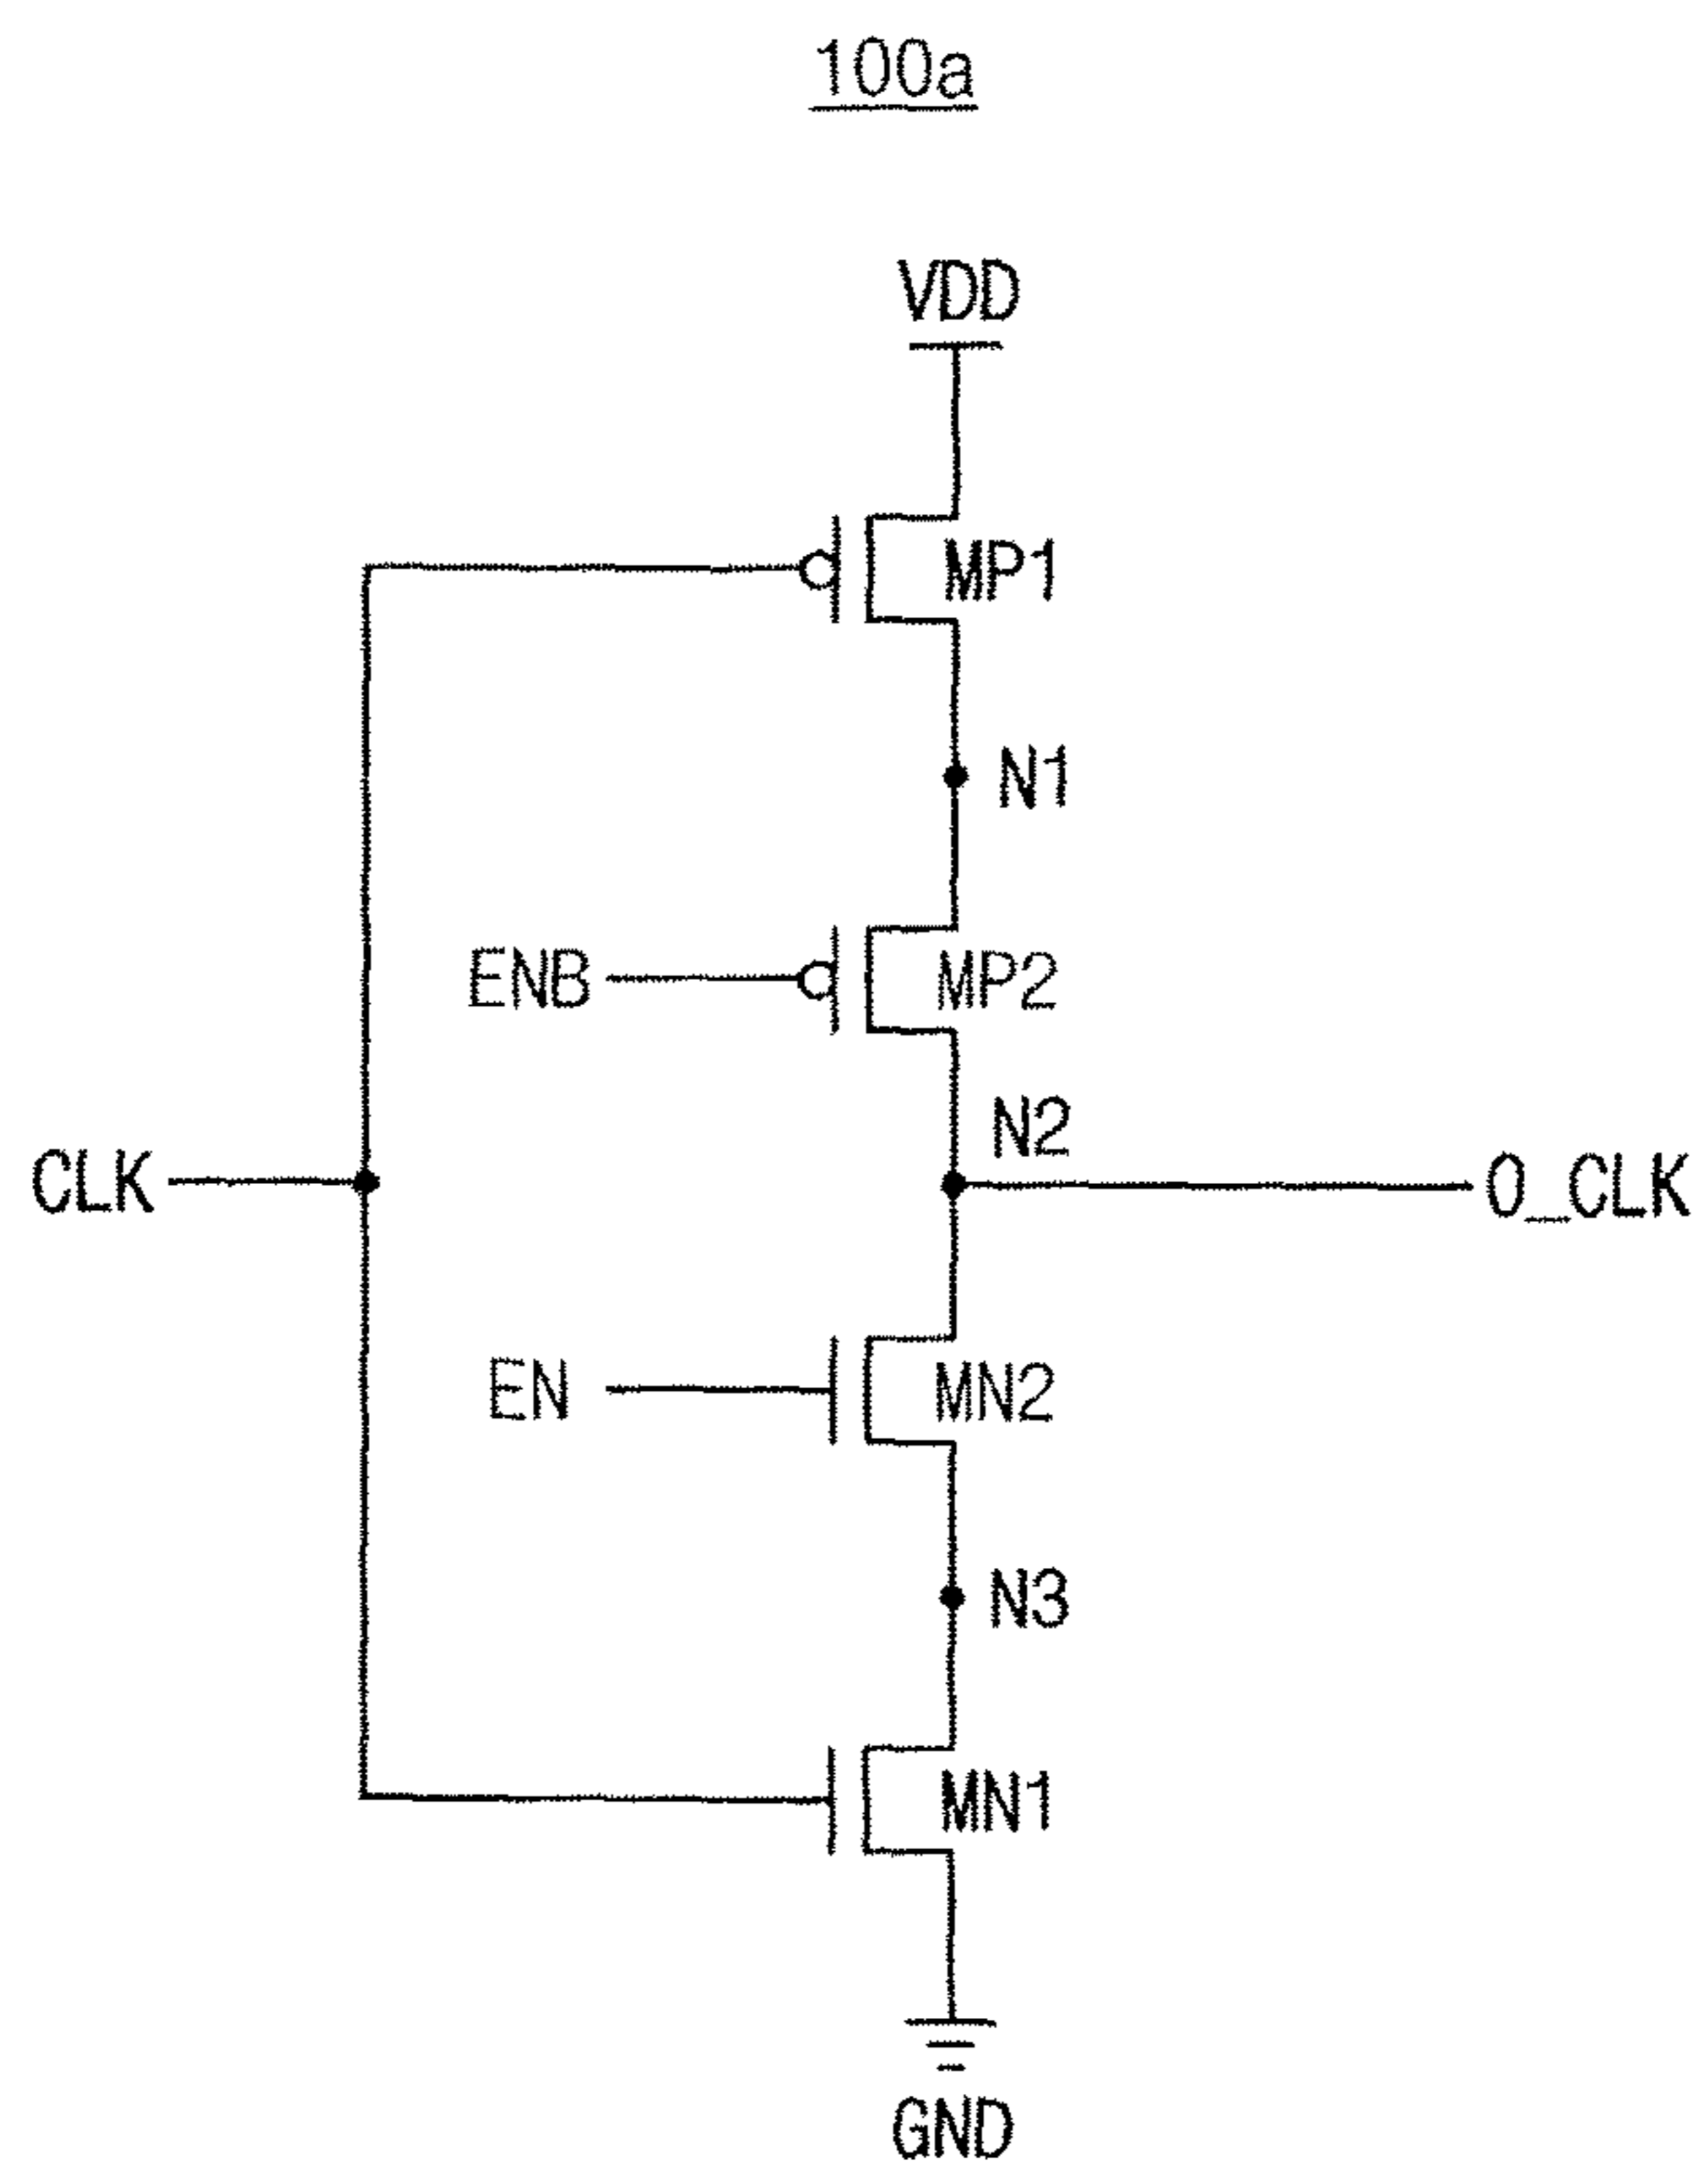 100a
VDD
MP1
N1
ENB
MP2
N2
CLK
O_CLK
EN
MN2
N3
MN1
GND